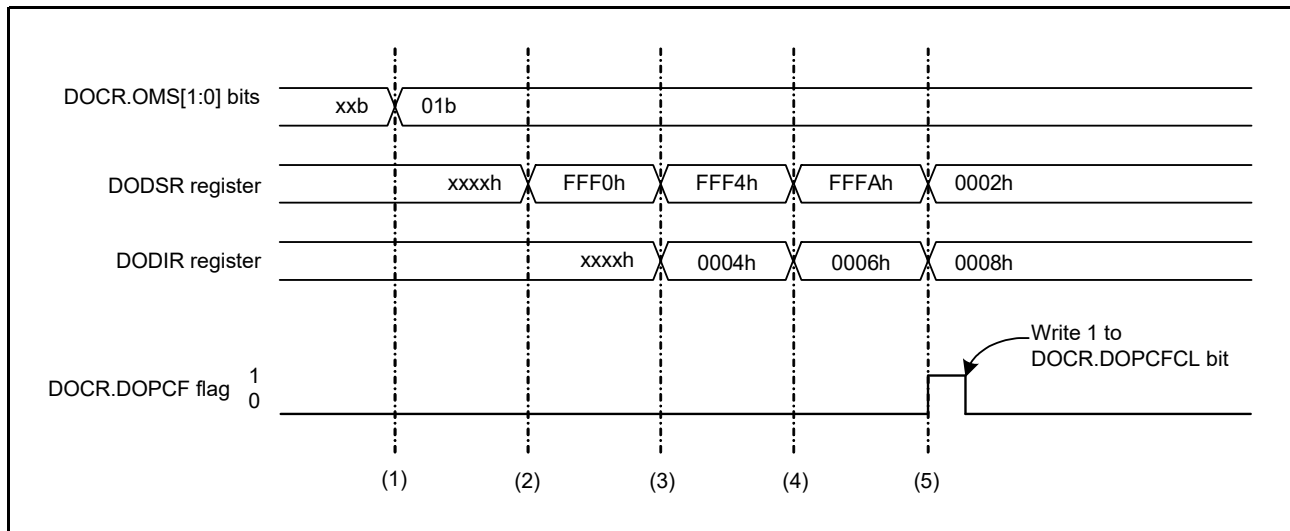 DOCR.OMS[1:0] bits xxb 01b
DODSR register xxxxh FFF0h FFF4h FFFAh 0002h
DODIR register xxxxh 0004h 0006h 0008h
Write 1 to
DOCR.DOPCFCL bit
DOCR.DOPCF flag 1
0
(1) (2) (3) (4) (5)